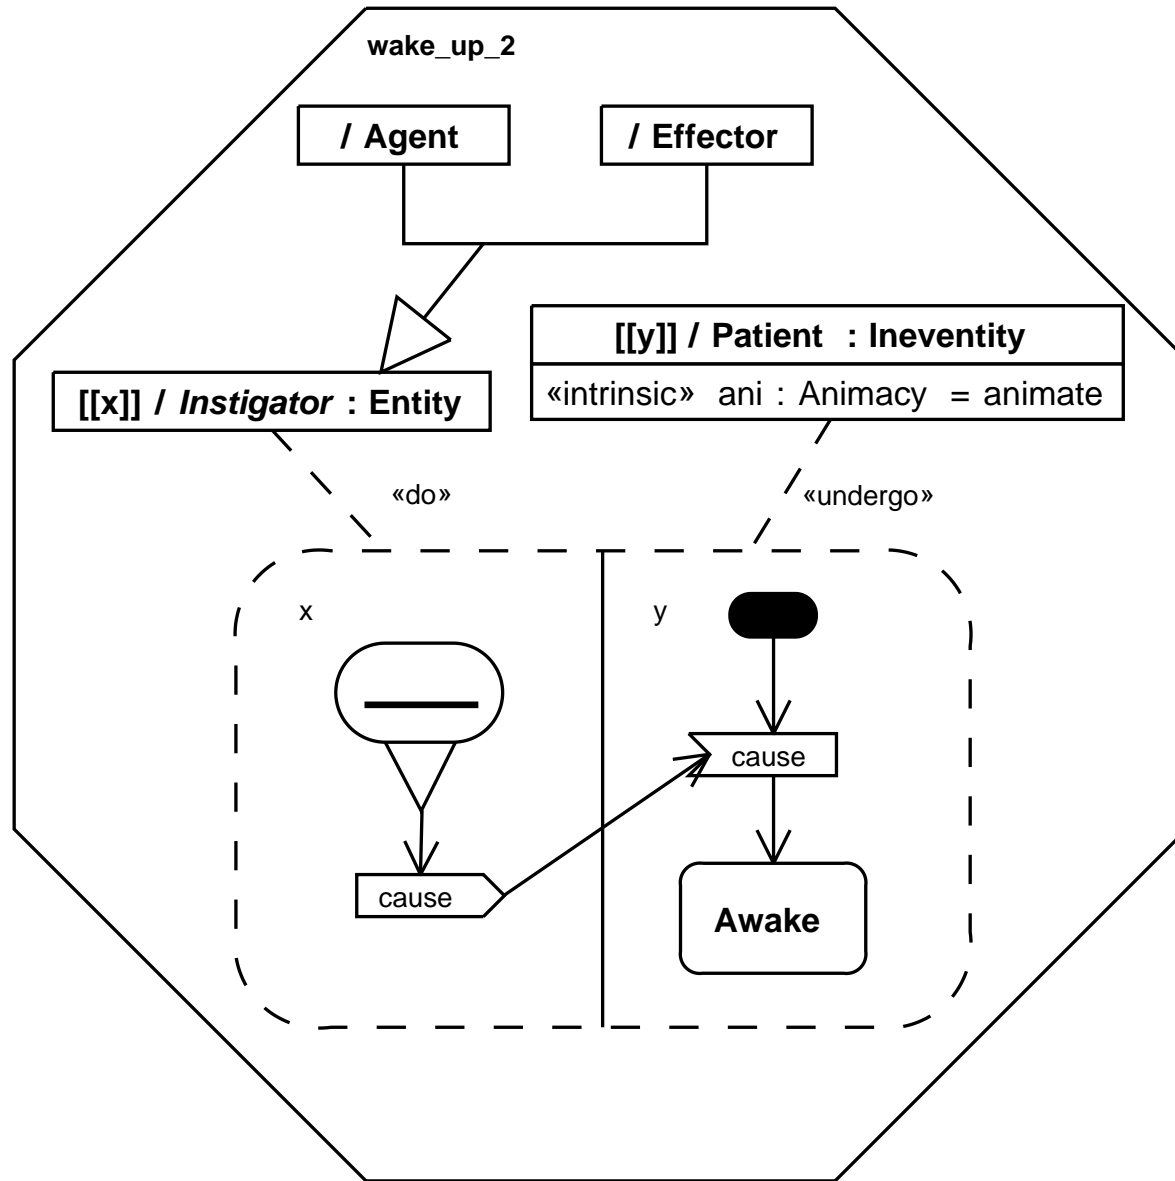 wake_up_2
/ Agent
/ Effector
[[y]] / Patient : Ineventity
«intrinsic» ani : Animacy = animate
[[x]] / Instigator : Entity
«do»
«undergo»
x
y
cause
cause
Awake